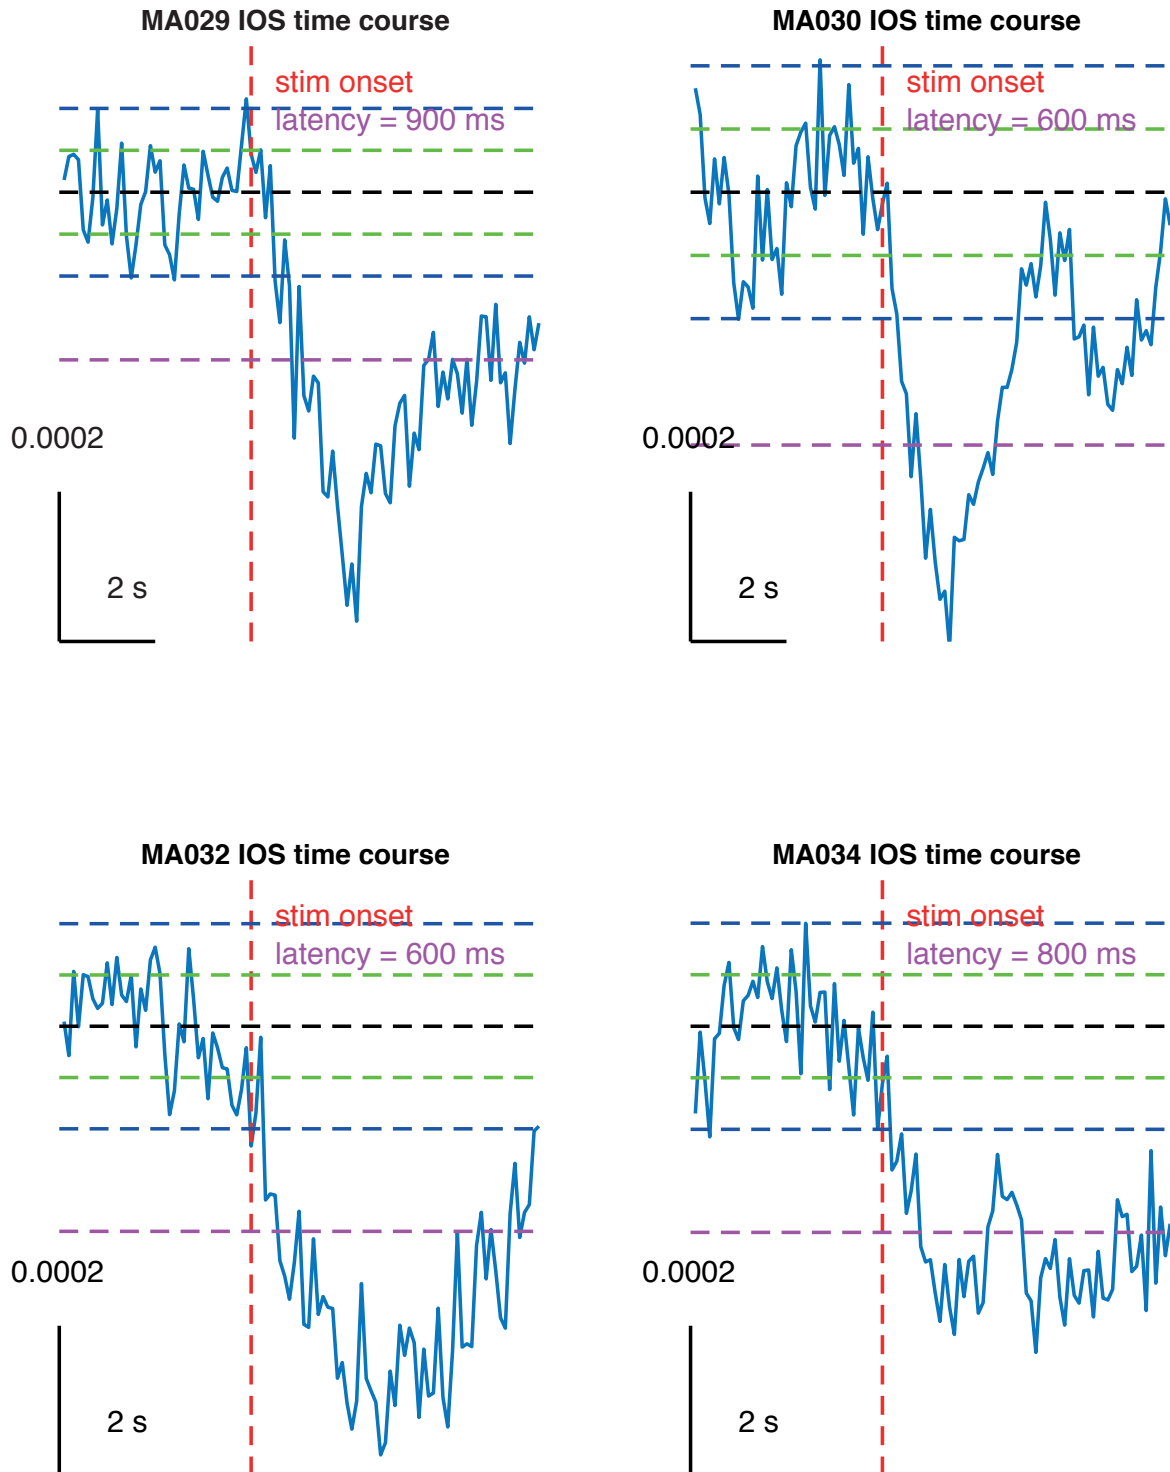 MA029 IOS time course
stim onset
latency = 900 ms
0.0002
2 s
MA030 IOS time course
stim onset
latency = 600 ms
0.0002
2 s
MA032 IOS time course
stim onset
latency = 600 ms
0.0002
2 s
MA034 IOS time course
stim onset
latency = 800 ms
0.0002
2 s